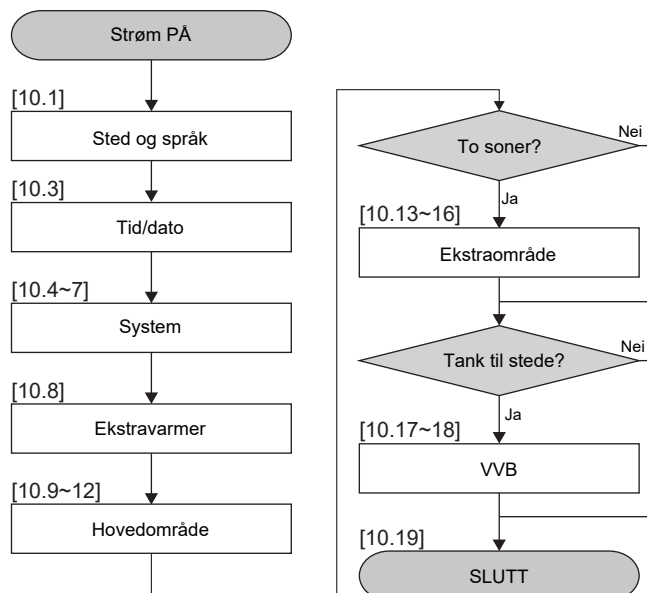 Strøm PÅ
[10.1]
Sted og språk
[10.3]
Tid/dato
[10.4~7]
System
[10.8]
Ekstravarmer
[10.9~12]
Hovedområde
To soner?
Nei
Ja
[10.13~16]
Ekstraområde
Tank til stede?
Nei
Ja
[10.17~18]
VVB
[10.19]
SLUTT